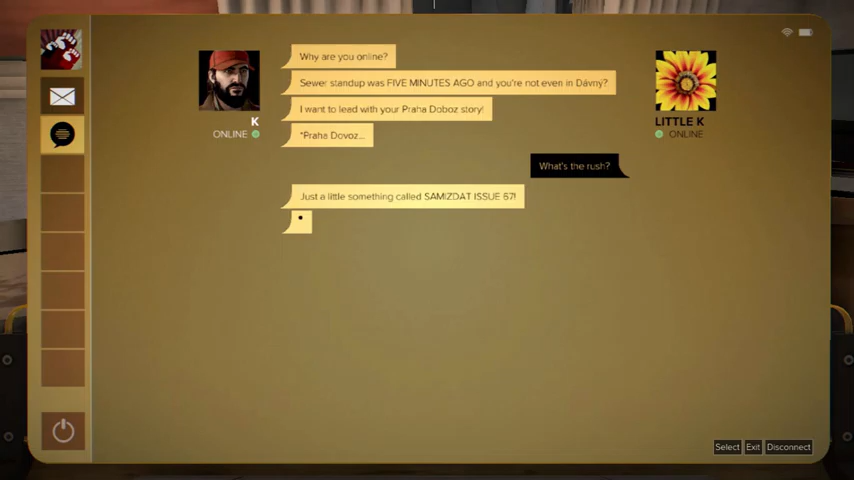 Why are you online?
Sewer standup was FIVE MINUTES AGO and you're not even in Dávný?
I want to lead with your Praha Doboz story!
K
ONLINE
LITTLE K
ONLINE
*Praha Dovoz...
What's the rush?
Just a little something called SAMIZDAT ISSUE 67!
Select Exit Disconnect